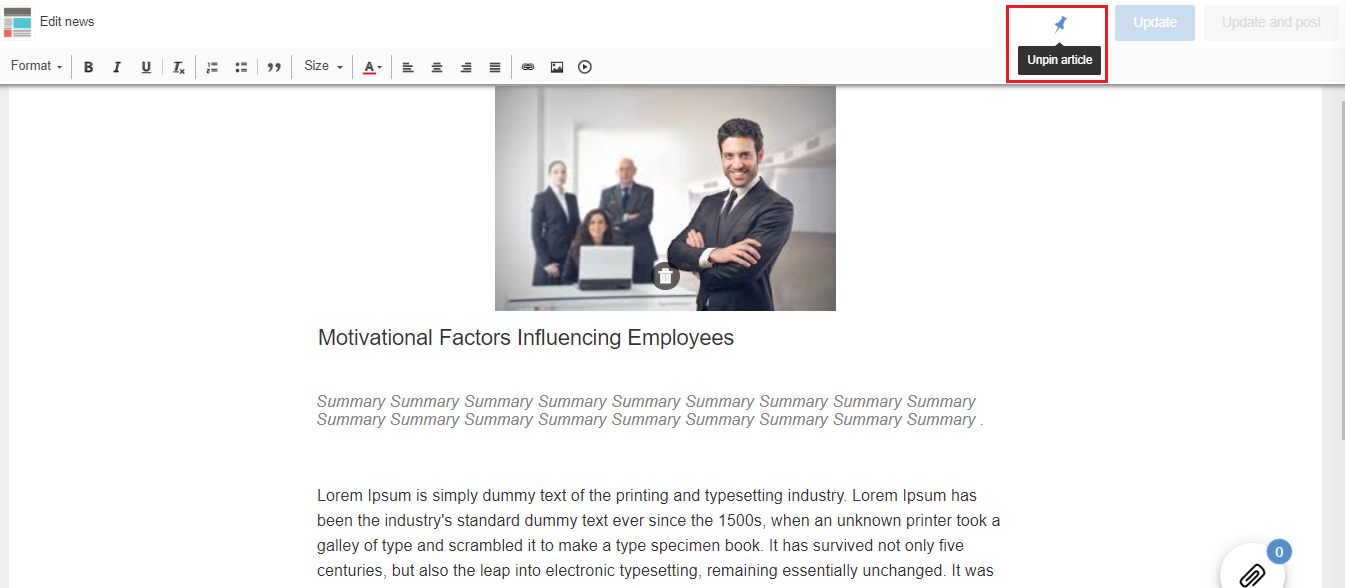 Edit news
Update
Update and post
Unpin article
Format
B I U Tx
Size
A
Motivational Factors Influencing Employees
Summary Summary Summary Summary Summary Summary Summary Summary Summary
Summary Summary Summary Summary Summary Summary Summary Summary Summary .
Lorem Ipsum is simply dummy text of the printing and typesetting industry. Lorem Ipsum has
been the industry's standard dummy text ever since the 1500s, when an unknown printer took a
galley of type and scrambled it to make a type specimen book. It has survived not only five
centuries, but also the leap into electronic typesetting, remaining essentially unchanged. It was
0